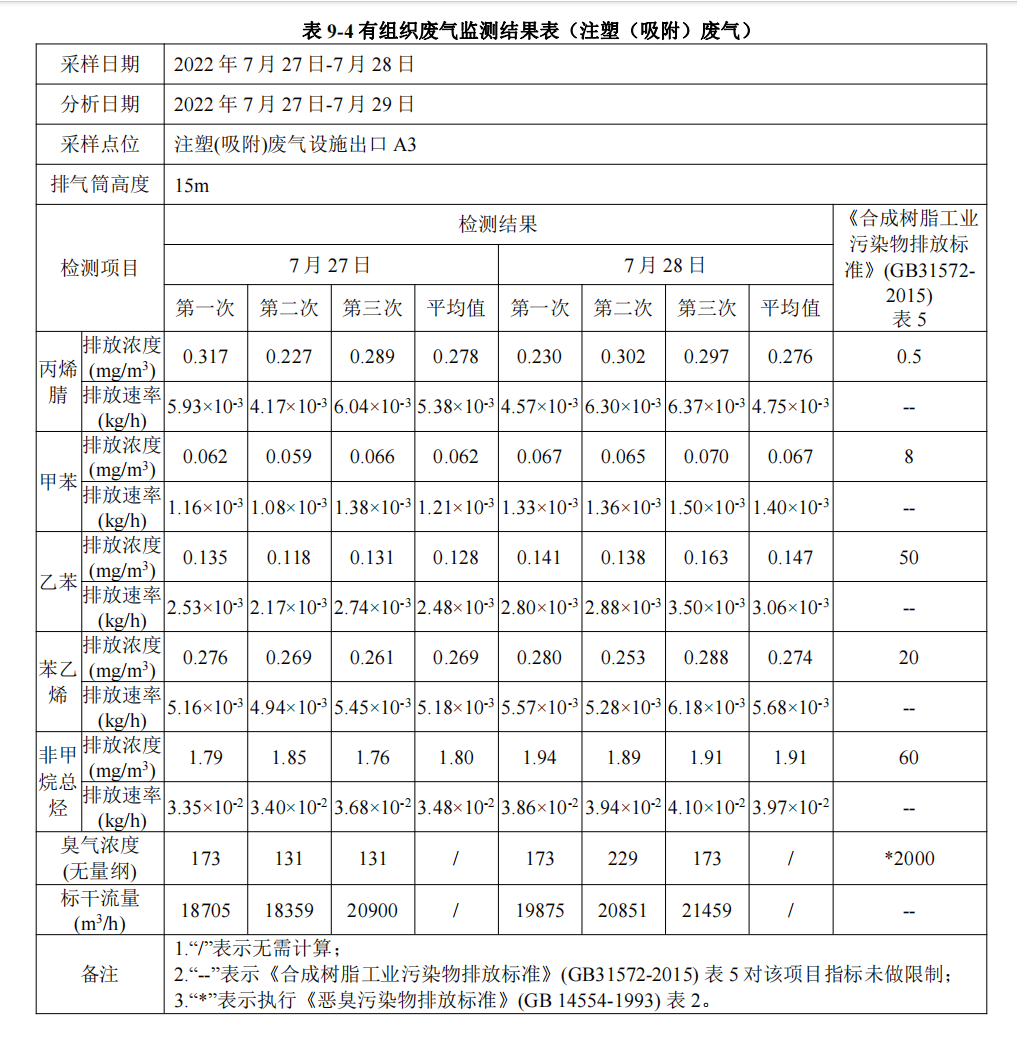 表 9-4 有组织废气监测结果表（注塑（吸附）废气）
采样日期 2022 年 7 月 27 日-7 月 28 日
分析日期 2022 年 7 月 27 日-7 月 29 日
采样点位 注塑(吸附)废气设施出口 A3
排气筒高度 15m
检测项目 检测结果 《合成树脂工业
污染物排放标
准》(GB31572-
2015)
表 5
7 月 27 日 7 月 28 日
第一次 第二次 第三次 平均值 第一次 第二次 第三次 平均值
丙烯
腈
排放浓度
(mg/m³) 0.317 0.227 0.289 0.278 0.230 0.302 0.297 0.276 0.5
排放速率
(kg/h) 5.93×10⁻³ 4.17×10⁻³ 6.04×10⁻³ 5.38×10⁻³ 4.57×10⁻³ 6.30×10⁻³ 6.37×10⁻³ 4.75×10⁻³ --
甲苯
排放浓度
(mg/m³) 0.062 0.059 0.066 0.062 0.067 0.065 0.070 0.067 8
排放速率
(kg/h) 1.16×10⁻³ 1.08×10⁻³ 1.38×10⁻³ 1.21×10⁻³ 1.33×10⁻³ 1.36×10⁻³ 1.50×10⁻³ 1.40×10⁻³ --
乙苯
排放浓度
(mg/m³) 0.135 0.118 0.131 0.128 0.141 0.138 0.163 0.147 50
排放速率
(kg/h) 2.53×10⁻³ 2.17×10⁻³ 2.74×10⁻³ 2.48×10⁻³ 2.80×10⁻³ 2.88×10⁻³ 3.50×10⁻³ 3.06×10⁻³ --
苯乙
烯
排放浓度
(mg/m³) 0.276 0.269 0.261 0.269 0.280 0.253 0.288 0.274 20
排放速率
(kg/h) 5.16×10⁻³ 4.94×10⁻³ 5.45×10⁻³ 5.18×10⁻³ 5.57×10⁻³ 5.28×10⁻³ 6.18×10⁻³ 5.68×10⁻³ --
非甲
烷总
烃
排放浓度
(mg/m³) 1.79 1.85 1.76 1.80 1.94 1.89 1.91 1.91 60
排放速率
(kg/h) 3.35×10⁻² 3.40×10⁻² 3.68×10⁻² 3.48×10⁻² 3.86×10⁻² 3.94×10⁻² 4.10×10⁻² 3.97×10⁻² --
臭气浓度
(无量纲) 173 131 131 / 173 229 173 / *2000
标干流量
(m³/h) 18705 18359 20900 / 19875 20851 21459 / --
备注
1.“/”表示无需计算；
2.“--”表示《合成树脂工业污染物排放标准》(GB31572-2015) 表 5 对该项目指标未做限制；
3.“*”表示执行《恶臭污染物排放标准》(GB 14554-1993) 表 2。